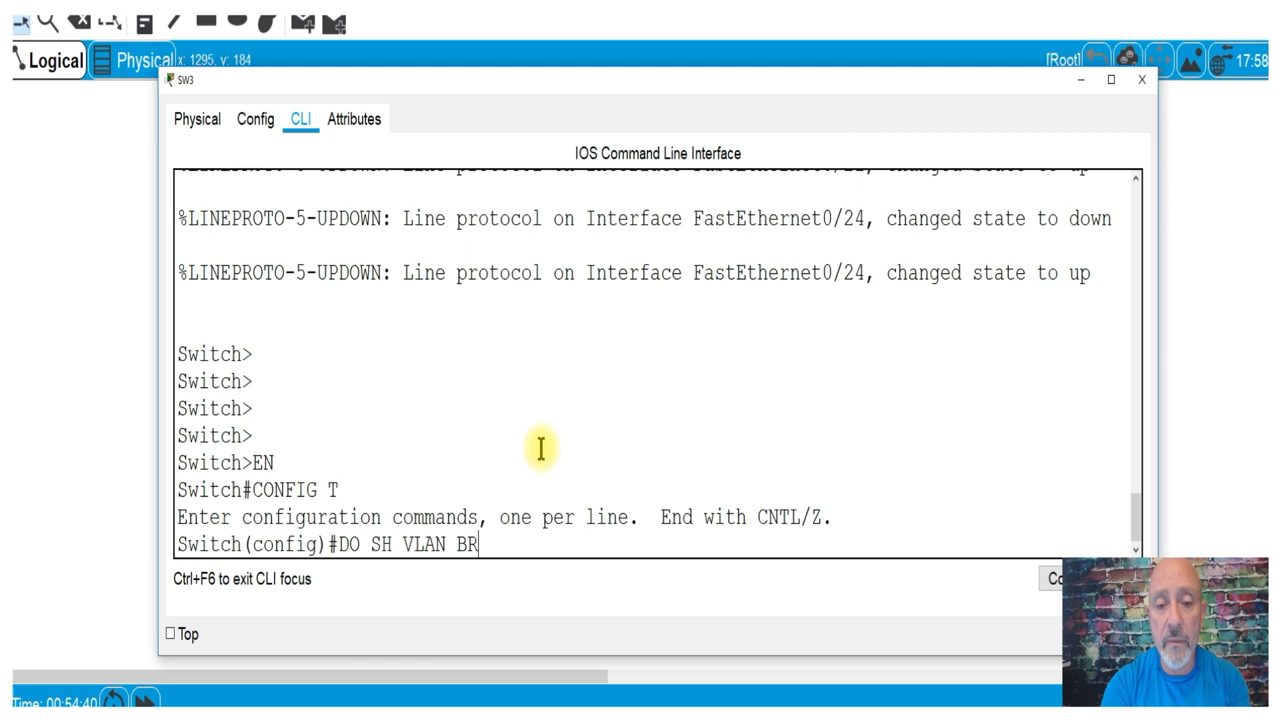 Logical
Physical
x: 1295, y: 184
[Root]
17:58
SW3
Physical
Config
CLI
Attributes
IOS Command Line Interface
%LINEPROTO-5-UPDOWN: Line protocol on Interface FastEthernet0/24, changed state to down
%LINEPROTO-5-UPDOWN: Line protocol on Interface FastEthernet0/24, changed state to up
Switch>
Switch>
Switch>
Switch>
Switch>EN
Switch#CONFIG T
Enter configuration commands, one per line.  End with CNTL/Z.
Switch(config)#DO SH VLAN BR
Ctrl+F6 to exit CLI focus
Top
Time: 00:54:40